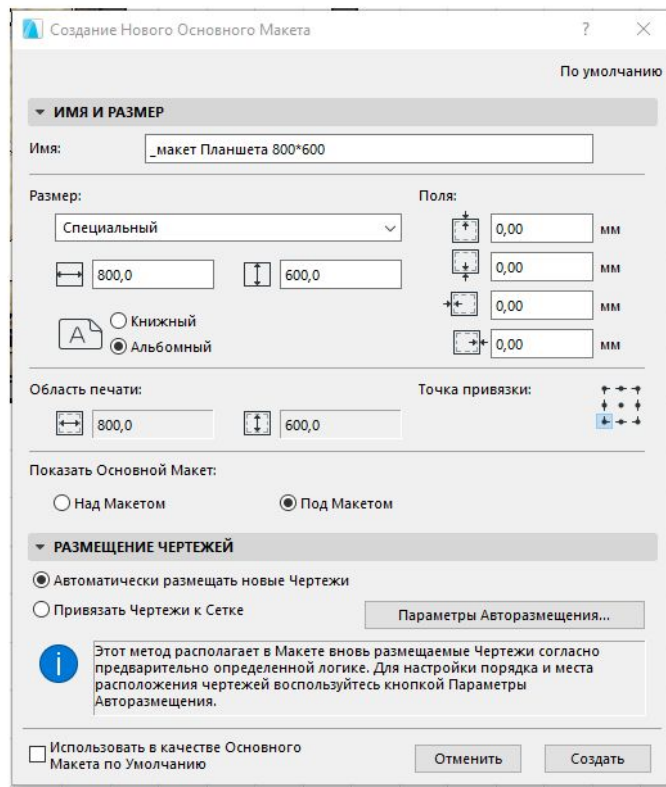 Создание Нового Основного Макета ? ×
По умолчанию
ИМЯ И РАЗМЕР
Имя: _макет Планшета 800*600
Размер: Поля:
Специальный 0,00 мм
0,00 мм
800,0 600,0
0,00 мм
Книжный
A
Альбомный 0,00 мм
Область печати: Точка привязки:
800,0 600,0
Показать Основной Макет:
Над Макетом Под Макетом
РАЗМЕЩЕНИЕ ЧЕРТЕЖЕЙ
Автоматически размещать новые Чертежи
Привязать Чертежи к Сетке Параметры Авторазмещения...
Этот метод располагает в Макете вновь размещаемые Чертежи согласно
предварительно определенной логике. Для настройки порядка и места
расположения чертежей воспользуйтесь кнопкой Параметры
Авторазмещения.
Использовать в качестве Основного
Макета по Умолчанию
Отменить Создать